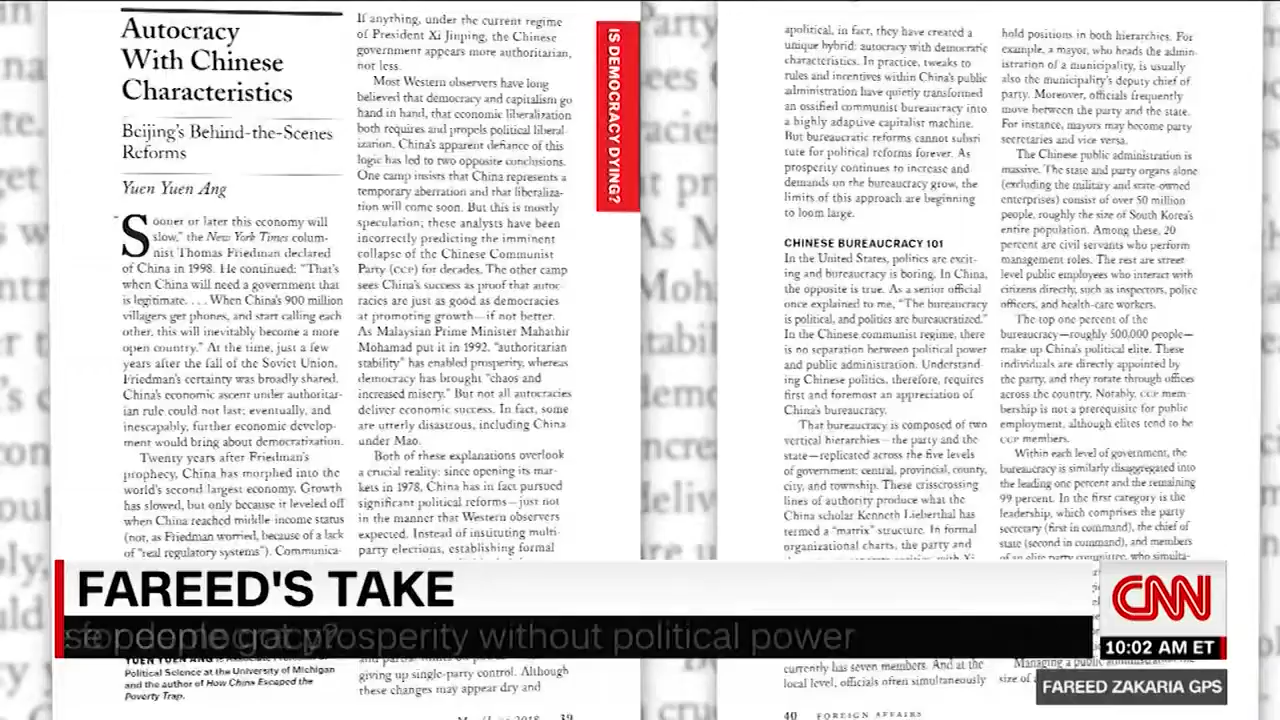 Autocracy
With Chinese
Characteristics
Beijing's Behind-the-Scenes
Reforms
Yuen Yuen Ang
Sooner or later this economy will
slow," the New York Times colum-
nist Thomas Friedman declared
of China in 1998. He continued: "That's
when China will need a government that
is legitimate. . . . When China's 900 million
villagers get phones, and start calling each
other, this will inevitably become a more
open country." At the time, just a few
years after the fall of the Soviet Union,
Friedman's certainty was broadly shared.
China's economic ascent under authoritar-
ian rule could not last; eventually, and
inescapably, further economic develop-
ment would bring about democratization.
Twenty years after Friedman's
prophecy, China has morphed into the
world's second largest economy. Growth
has slowed, but only because it leveled off
when China reached middle-income status
(not, as Friedman worried, because of a lack
of "real regulatory systems"). Communica-
YUEN YUEN ANG
Political Science at the University of Michigan
and the author of How China Escaped the
Poverty Trap.
If anything, under the current regime
of President Xi Jinping, the Chinese
government appears more authoritarian,
not less.
Most Western observers have long
believed that democracy and capitalism go
hand in hand, that economic liberalization
both requires and propels political liberal-
ization. China's apparent defiance of this
logic has led to two opposite conclusions.
One camp insists that China represents a
temporary aberration and that liberaliza-
tion will come soon. But this is mostly
speculation; these analysts have been
incorrectly predicting the imminent
collapse of the Chinese Communist
Party (CCP) for decades. The other camp
sees China's success as proof that autoc-
racies are just as good as democracies
at promoting growth—if not better.
As Malaysian Prime Minister Mahathir
Mohamad put it in 1992, "authoritarian
stability" has enabled prosperity, whereas
democracy has brought "chaos and
increased misery." But not all autocracies
deliver economic success. In fact, some
are utterly disastrous, including China
under Mao.
Both of these explanations overlook
a crucial reality: since opening its mar-
kets in 1978, China has in fact pursued
significant political reforms—just not
in the manner that Western observers
expected. Instead of instituting multi-
party elections, establishing formal
giving up single-party control. Although
these changes may appear dry and
May/June 2018 39
IS DEMOCRACY DYING?
apolitical, in fact, they have created a
unique hybrid: autocracy with democratic
characteristics. In practice, tweaks to
rules and incentives within China's public
administration have quietly transformed
an ossified communist bureaucracy into
a highly adaptive capitalist machine.
But bureaucratic reforms cannot substi-
tute for political reforms forever. As
prosperity continues to increase and
demands on the bureaucracy grow, the
limits of this approach are beginning
to loom large.
CHINESE BUREAUCRACY 101
In the United States, politics are excit-
ing and bureaucracy is boring. In China,
the opposite is true. As a senior official
once explained to me, "The bureaucracy
is political, and politics are bureaucratized."
In the Chinese communist regime, there
is no separation between political power
and public administration. Understand-
ing Chinese politics, therefore, requires
first and foremost an appreciation of
China's bureaucracy.
That bureaucracy is composed of two
vertical hierarchies—the party and the
state—replicated across the five levels
of government: central, provincial, county,
city, and township. These crisscrossing
lines of authority produce what the
China scholar Kenneth Lieberthal has
termed a "matrix" structure. In formal
organizational charts, the party and
currently has seven members. And at the
local level, officials often simultaneously
40 FOREIGN AFFAIRS
hold positions in both hierarchies. For
example, a mayor, who heads the admin-
istration of a municipality, is usually
also the municipality's deputy chief of
party. Moreover, officials frequently
move between the party and the state.
For instance, mayors may become party
secretaries and vice versa.
The Chinese public administration is
massive. The state and party organs alone
(excluding the military and state-owned
enterprises) consist of over 50 million
people, roughly the size of South Korea's
entire population. Among these, 20
percent are civil servants who perform
management roles. The rest are street
level public employees who interact with
citizens directly, such as inspectors, police
officers, and health-care workers.
The top one percent of the
bureaucracy—roughly 500,000 people—
make up China's political elite. These
individuals are directly appointed by
the party, and they rotate through offices
across the country. Notably, CCP mem-
bership is not a prerequisite for public
employment, although elites tend to be
CCP members.
Within each level of government, the
bureaucracy is similarly disaggregated into
the leading one percent and the remaining
99 percent. In the first category is the
leadership, which comprises the party
secretary (first in command), the chief of
state (second in command), and members
of an elite party committee, who simulta-
Managing a public
size of
FAREED'S TAKE
prosperity without political power
CNN
10:02 AM ET
FAREED ZAKARIA GPS